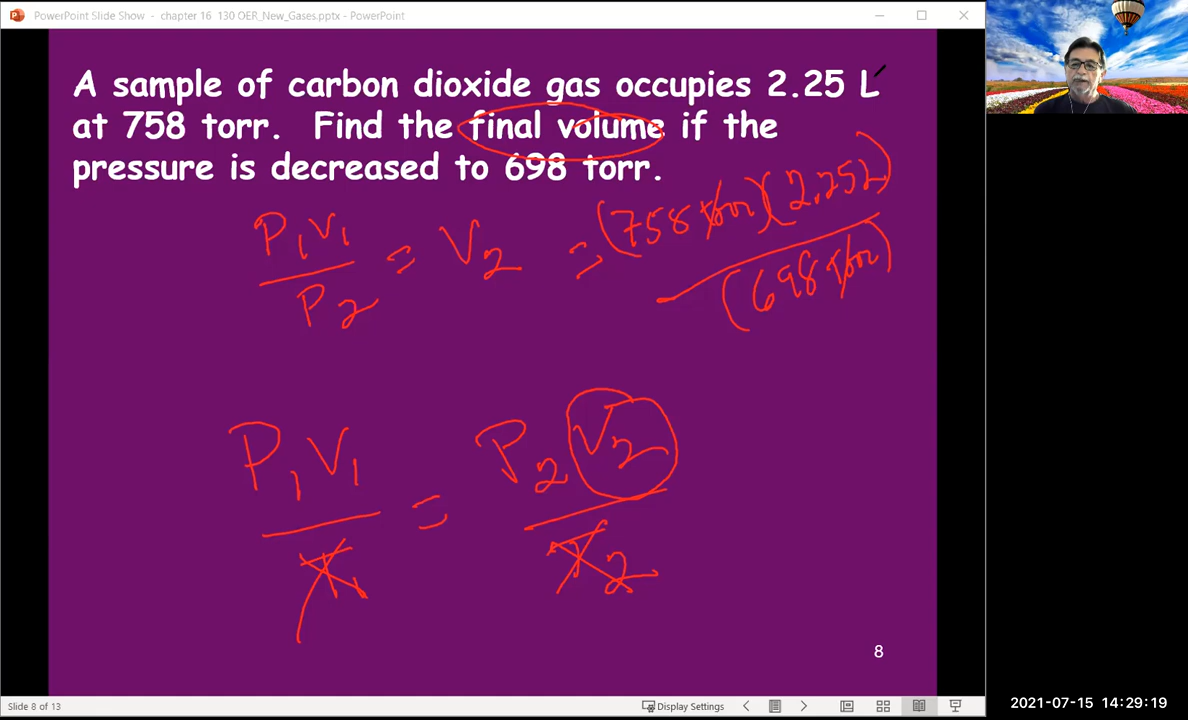 PowerPoint Slide Show - chapter 16 130 OER_New_Gases.pptx - PowerPoint
A sample of carbon dioxide gas occupies 2.25 L
at 758 torr. Find the final volume if the
pressure is decreased to 698 torr.
P₁V₁ / P₂ = V₂ = (758 torr)(2.25L) / (698 torr)
P₁V₁ / T₁ = P₂V₂ / T₂
8
Slide 8 of 13
Display Settings
2021-07-15 14:29:19